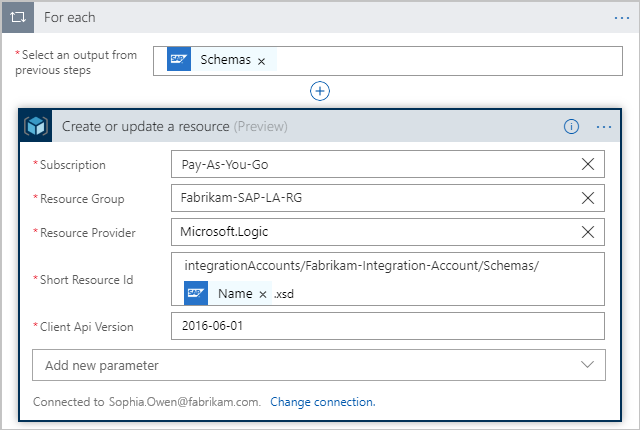 For each
...
* Select an output from
previous steps
SAP Schemas ×
* Create or update a resource (Preview)
* Subscription Pay-As-You-Go
* Resource Group Fabrikam-SAP-LA-RG
* Resource Provider Microsoft.Logic
* Short Resource Id integrationAccounts/Fabrikam-Integration-Account/Schemas/
SAP Name × .xsd
* Client Api Version 2016-06-01
Add new parameter
Connected to Sophia.Owen@fabrikam.com. Change connection.